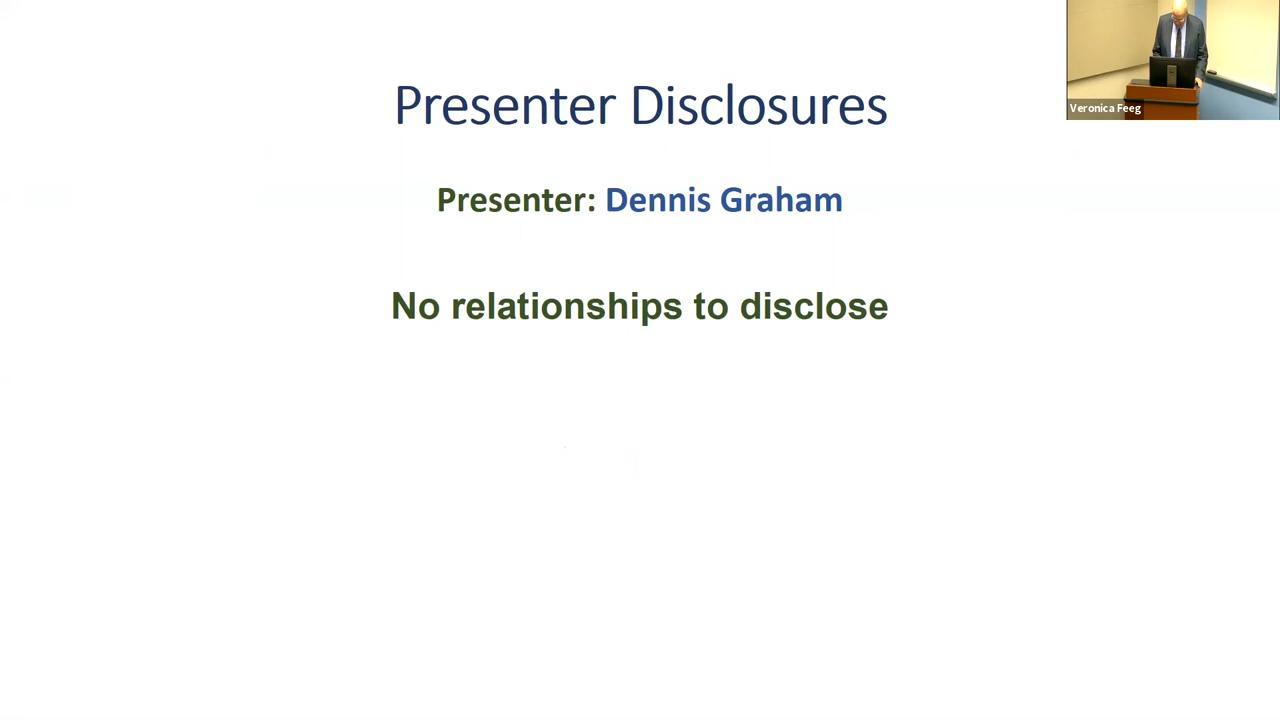 Presenter Disclosures
Presenter: Dennis Graham
No relationships to disclose
Veronica Feeg